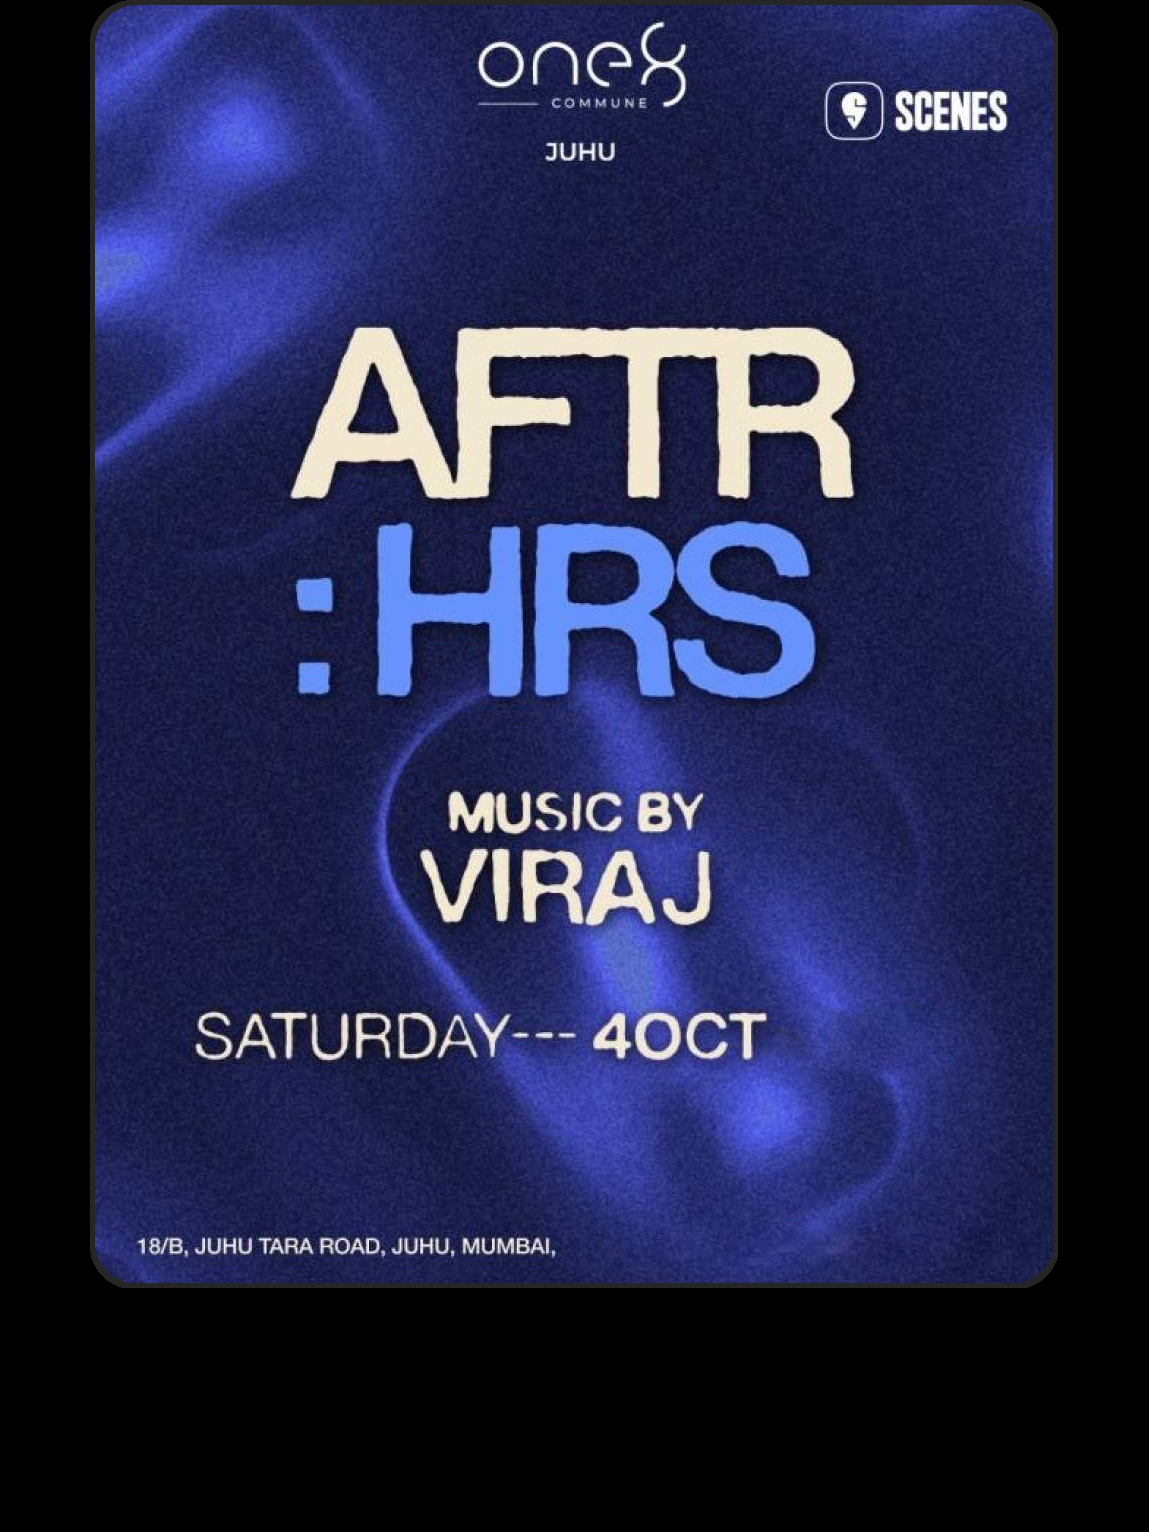 one8
COMMUNE
JUHU
SCENES
AFTR
:HRS
MUSIC BY
VIRAJ
SATURDAY--- 4OCT
18/B, JUHU TARA ROAD, JUHU, MUMBAI,